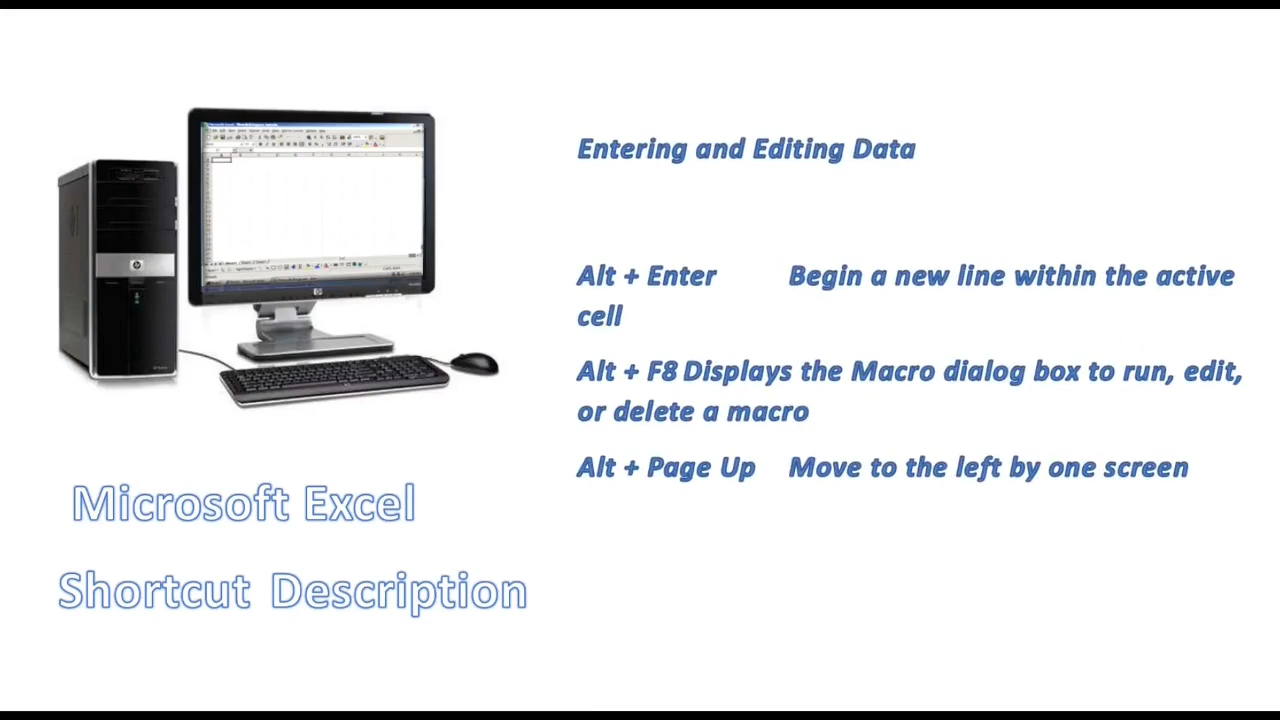 Entering and Editing Data
Alt + Enter Begin a new line within the active
cell
Alt + F8 Displays the Macro dialog box to run, edit,
or delete a macro
Alt + Page Up Move to the left by one screen
Microsoft Excel
Shortcut Description